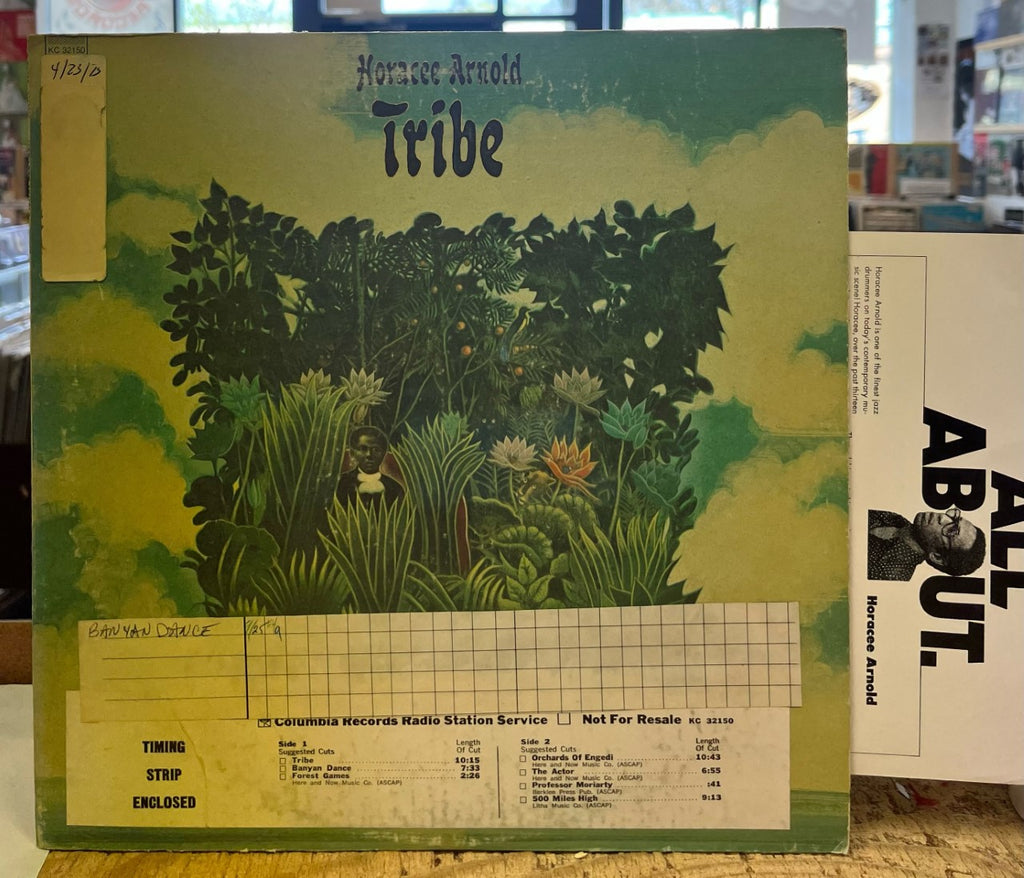 KC 32150
Horacee Arnold
Tribe
BANYAN DANCE
Columbia Records Radio Station Service Not For Resale KC 32150
TIMING
STRIP
ENCLOSED
Side 1
Suggested Cuts
Length
Of Cut
Tribe 10:15
Banyan Dance 7:33
Forest Games 2:26
Here and Now Music Co. (ASCAP)
Side 2
Suggested Cuts
Length
Of Cut
Orchards Of Engedi 10:43
Here and Now Music Co. (ASCAP)
The Actor 6:55
Here and Now Music Co. (ASCAP)
Professor Moriarty :41
Berklee Press Pub. (ASCAP)
500 Miles High 9:13
Litha Music Co. (ASCAP)
ALL
ABOUT.
Horacee Arnold
Horacee Arnold is one of the finest jazz
drummers on today's contemporary mu-
sic scene! Horacee, over the past thirteen